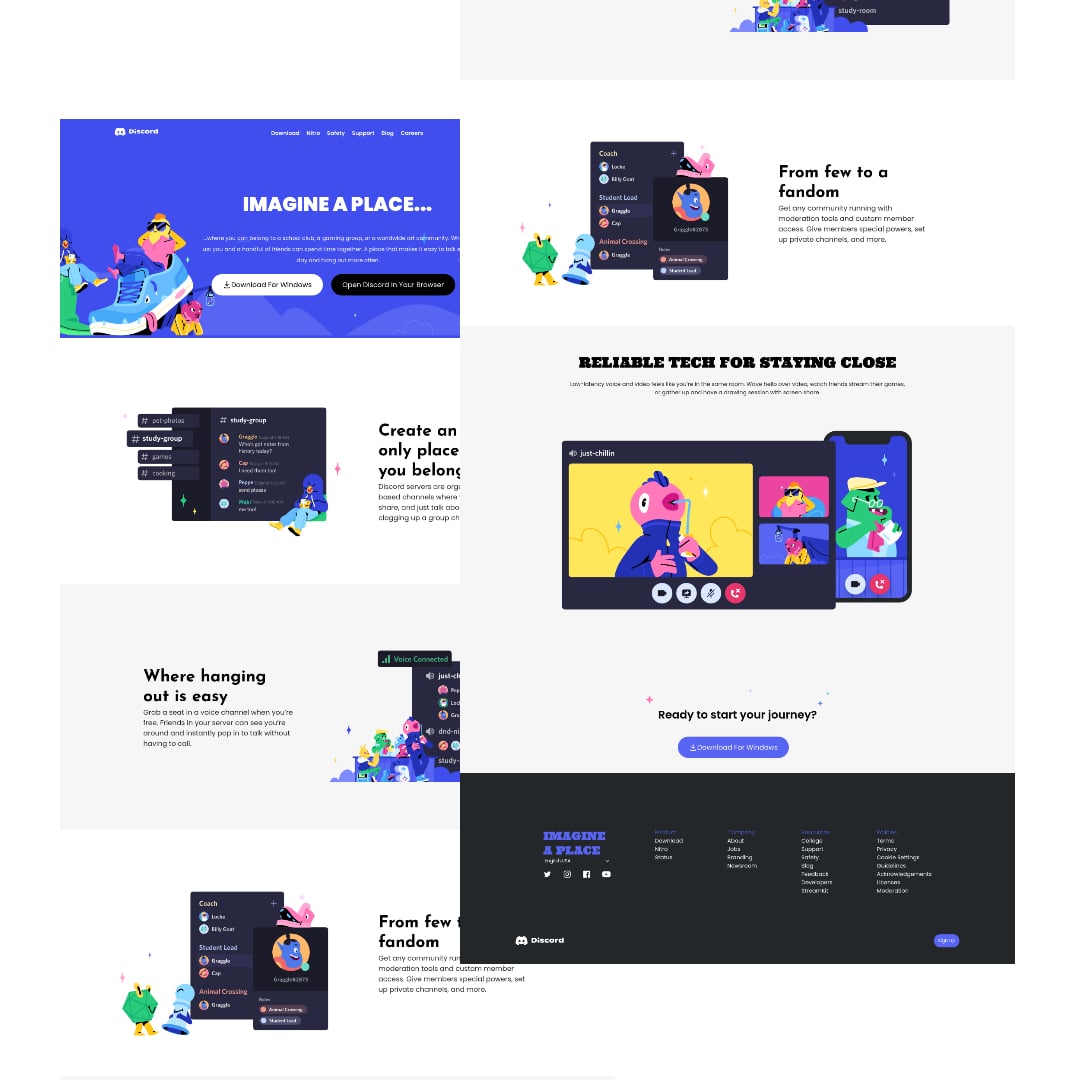 Discord
Download Nitro Safety Support Blog Careers
IMAGINE A PLACE...
...where you can belong to a school club, a gaming group, or a worldwide art community. Wh
ust you and a handful of friends can spend time together. A place that makes it easy to talk e
day and hang out more often.
Download For Windows
Open Discord In Your Browser
pet-photos
study-group
games
cooking
study-group
Graggle
Who's got notes from
history today?
Cap
I need them too!
Peppe
send please
Phibi
me too!
Create an
only place
you belong
Discord servers are org
based channels where
share, and just talk abo
clogging up a group ch
Where hanging
out is easy
Grab a seat in a voice channel when you're
free. Friends in your server can see you're
around and instantly pop in to talk without
having to call.
Voice Connected
just-ch
Pep
Loc
Gra
dnd-ni
study-
Coach
Locke
Billy Goat
Student Lead
Graggle
Cap
Animal Crossing
Graggle
Graggle#2873
Roles
Animal Crossing
Student Lead
From few t
fandom
Get any community run
moderation tools and custom member
access. Give members special powers, set
up private channels, and more.
study-room
Coach
Locke
Billy Goat
Student Lead
Graggle
Cap
Animal Crossing
Graggle
Graggle#2873
Roles
Animal Crossing
Student Lead
From few to a
fandom
Get any community running with
moderation tools and custom member
access. Give members special powers, set
up private channels, and more.
RELIABLE TECH FOR STAYING CLOSE
Low-latency voice and video feels like you're in the same room. Wave hello over video, watch friends stream their games,
or gather up and have a drawing session with screen share.
just-chillin
Ready to start your journey?
Download For Windows
IMAGINE
A PLACE
English,USA
Product
Download
Nitro
Status
Company
About
Jobs
Branding
Newsroom
Resources
College
Support
Safety
Blog
Feedback
Developers
StreamKit
Policies
Terms
Privacy
Cookie Settings
Guidelines
Acknowledgements
Licenses
Moderation
Discord
Sign Up